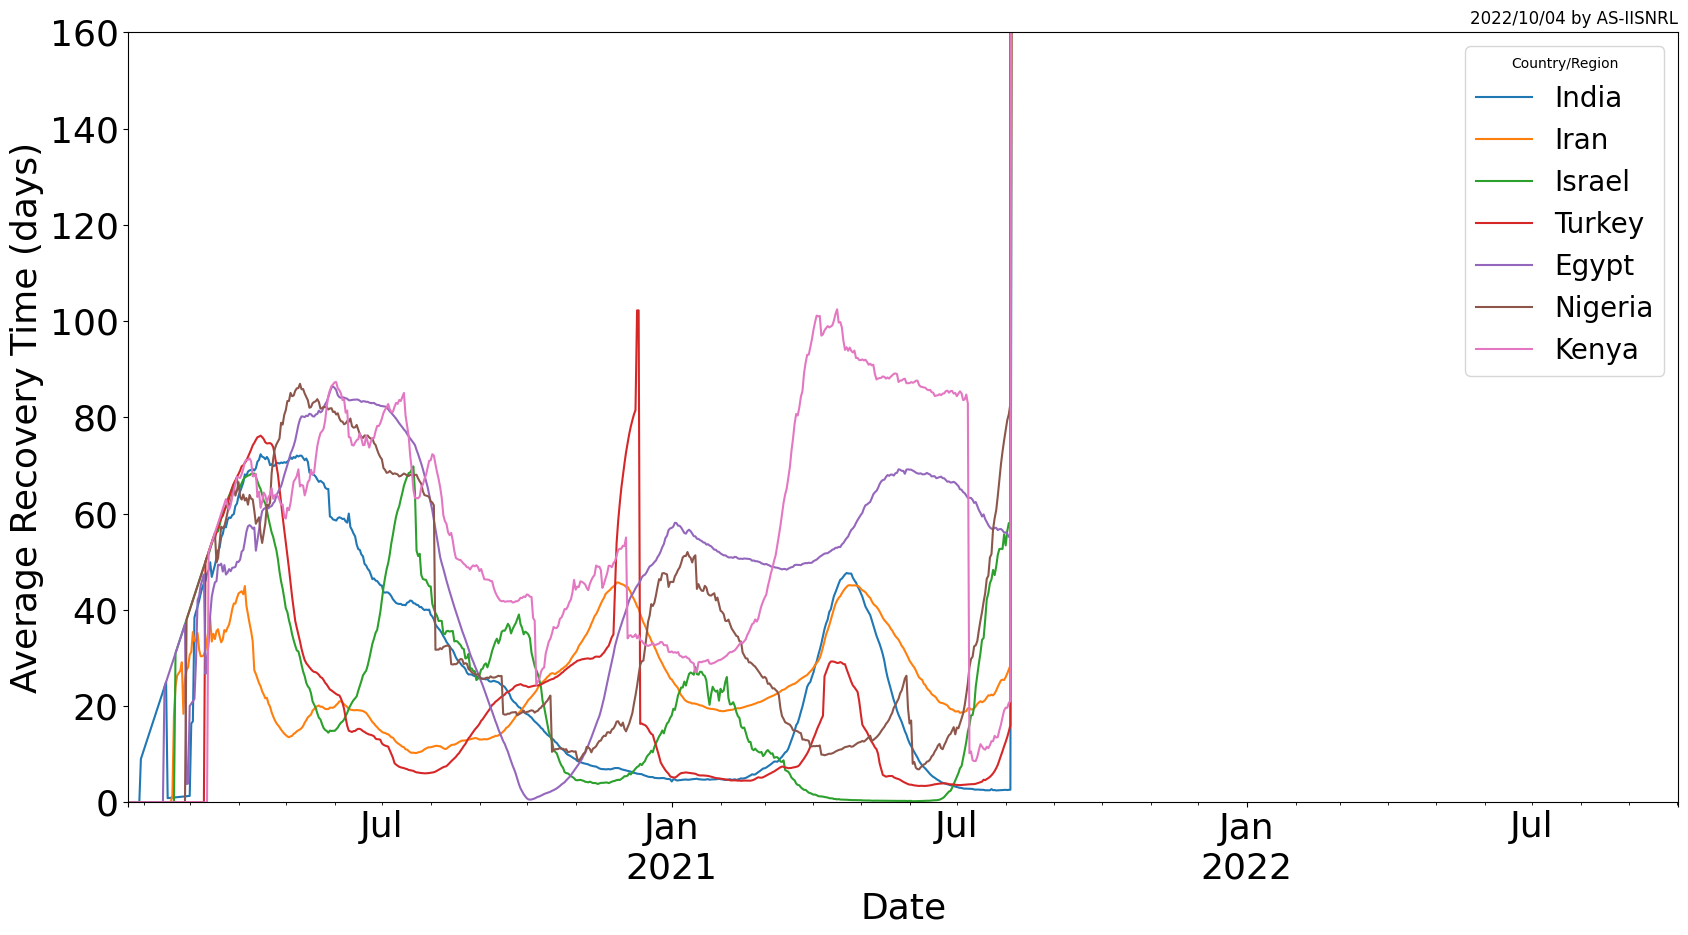 2022/10/04 by AS-IISNRL
160
140
120
100
80
60
40
20
0
Average Recovery Time (days)
Country/Region
India
Iran
Israel
Turkey
Egypt
Nigeria
Kenya
Jul
Jan
2021
Jul
Jan
2022
Jul
Date